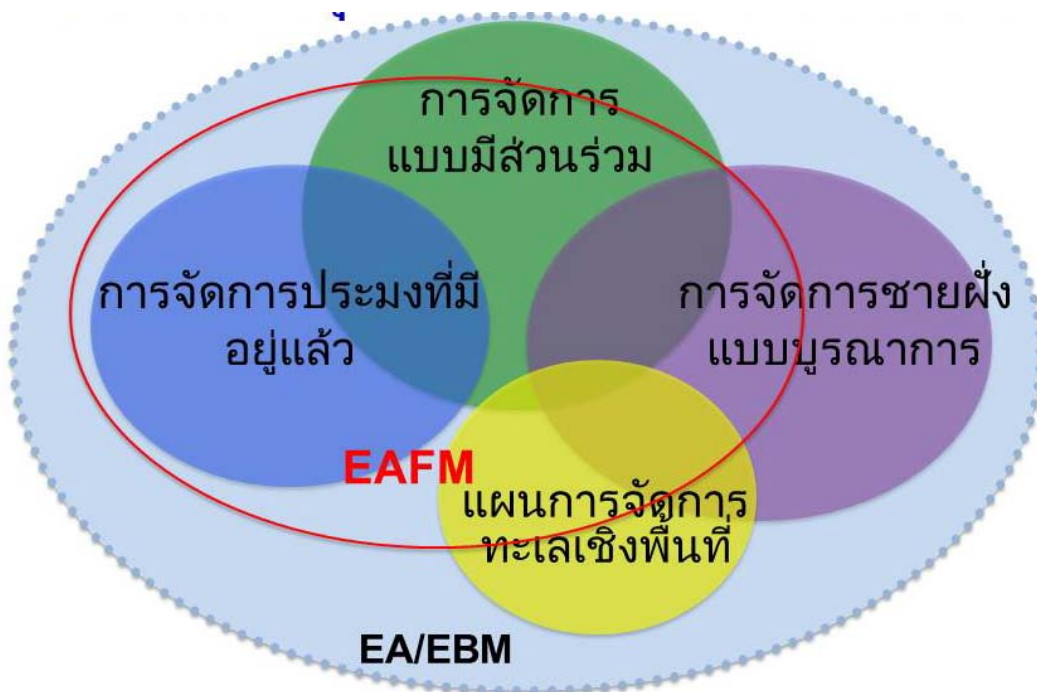 การจัดการ
แบบมีส่วนร่วม
การจัดการประมงที่มี
อยู่แล้ว
การจัดการชายฝั่ง
แบบบูรณาการ
EAFM
แผนการจัดการ
ทะเลเชิงพื้นที่
EA/EBM